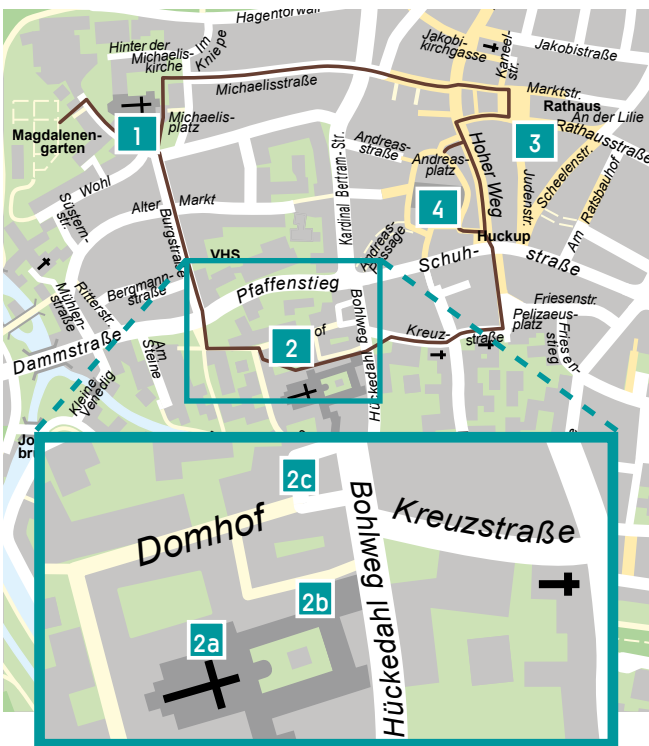 Hagentorwall
Hinter der
Michaelis-
kirche
Im
Kniepe
Jakobi-
kirchgasse
Kaneel-
str.
Jakobistraße
Michaelisstraße
Marktstr.
Rathaus
An der Lilie
Rathausstraße
Magdalenen-
garten
1
Michaelis-
platz
3
Andreas-
straße
Andreas-
platz
Hoher Weg
Judenstr.
Scheelenstr.
Am
Ratsbauhof
Kardinal Bertram-Str.
Wohl
Süstern-
str.
Alter Markt
Burgstraße
4
Huckup
Andreas-
passage
VHS
Schuh-
straße
Pfaffenstieg
Bergmann-
straße
Ritterstr.
Mühlen-
straße
Dammstraße
Am
Steine
Kleine
Venedig
2
of
Bohlweg
Hückedahl
Kreuz-
straße
Friesenstr.
Pelizaeus-
platz
Friesen-
stieg
Jo
brü
2c
Domhof
Bohlweg
Kreuzstraße
2b
2a
Hückedahl